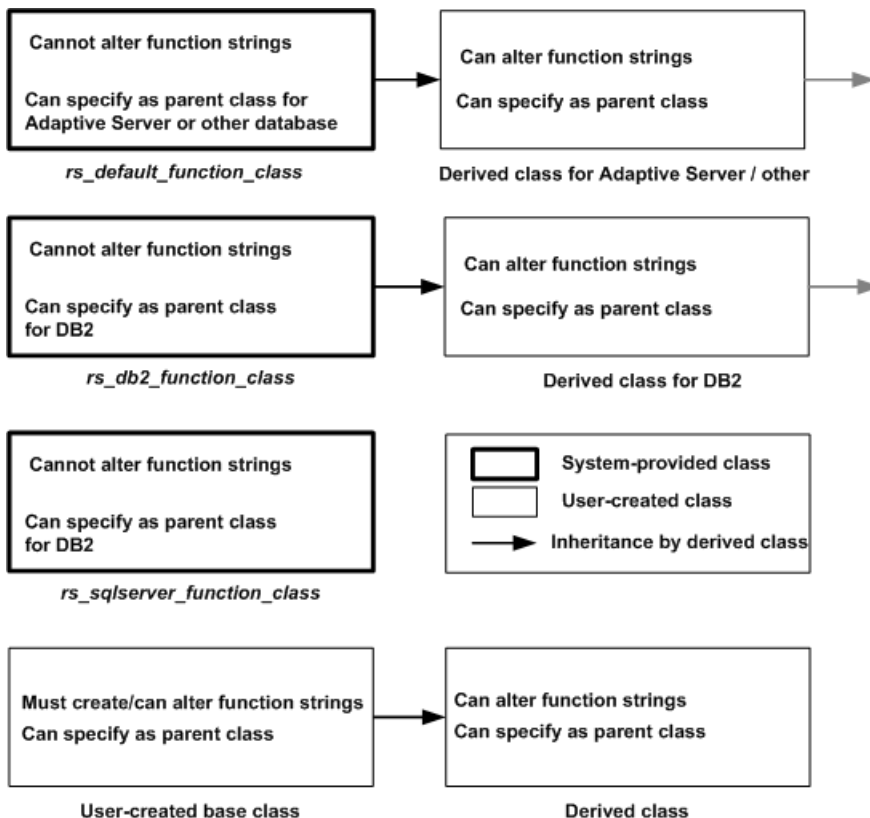 Cannot alter function strings
Can specify as parent class for
Adaptive Server or other database
rs_default_function_class
Can alter function strings
Can specify as parent class
Derived class for Adaptive Server / other
Cannot alter function strings
Can specify as parent class
for DB2
rs_db2_function_class
Can alter function strings
Can specify as parent class
Derived class for DB2
Cannot alter function strings
Can specify as parent class
for DB2
rs_sqlserver_function_class
System-provided class
User-created class
Inheritance by derived class
Must create/can alter function strings
Can specify as parent class
User-created base class
Can alter function strings
Can specify as parent class
Derived class